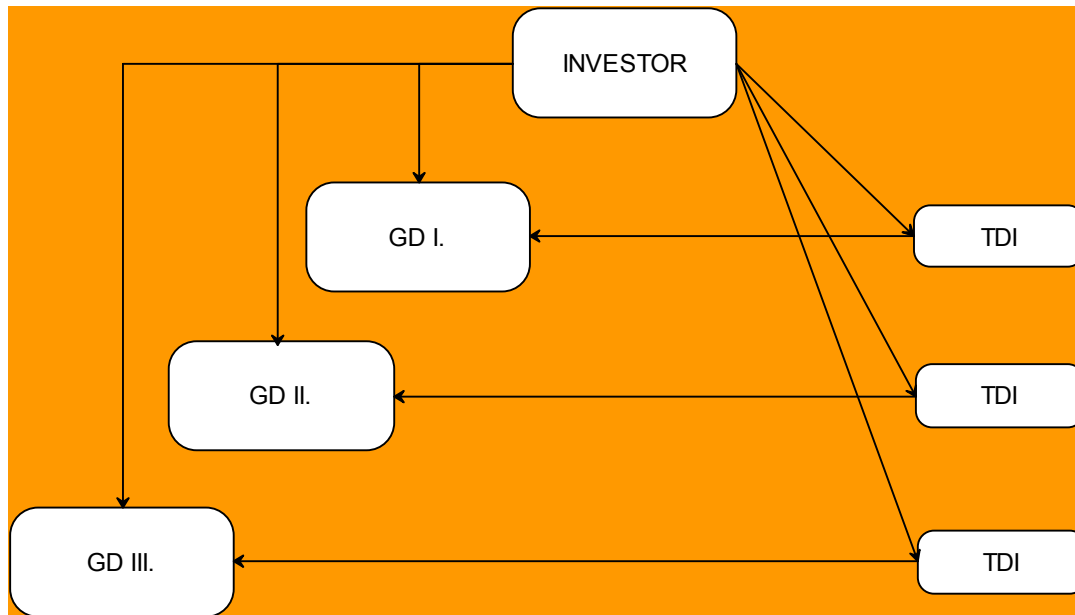 INVESTOR
GD I.
TDI
GD II.
TDI
GD III.
TDI